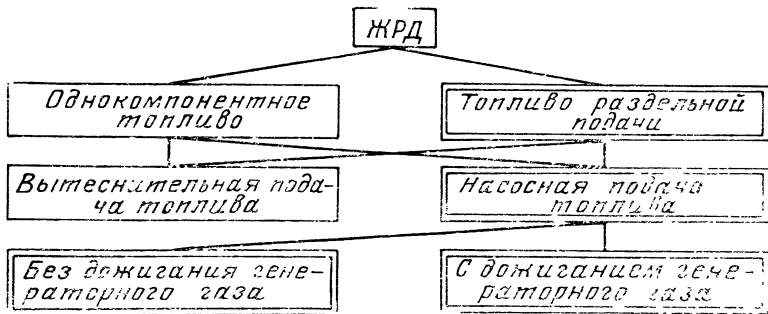 ЖРД
Однокомпонентное
топливо
Топливо раздельной
подачи
Вытеснительная пода-
ча топлива
Насосная подача
топлива
Без дожигания гене-
раторного газа
С дожиганием гене-
раторного газа